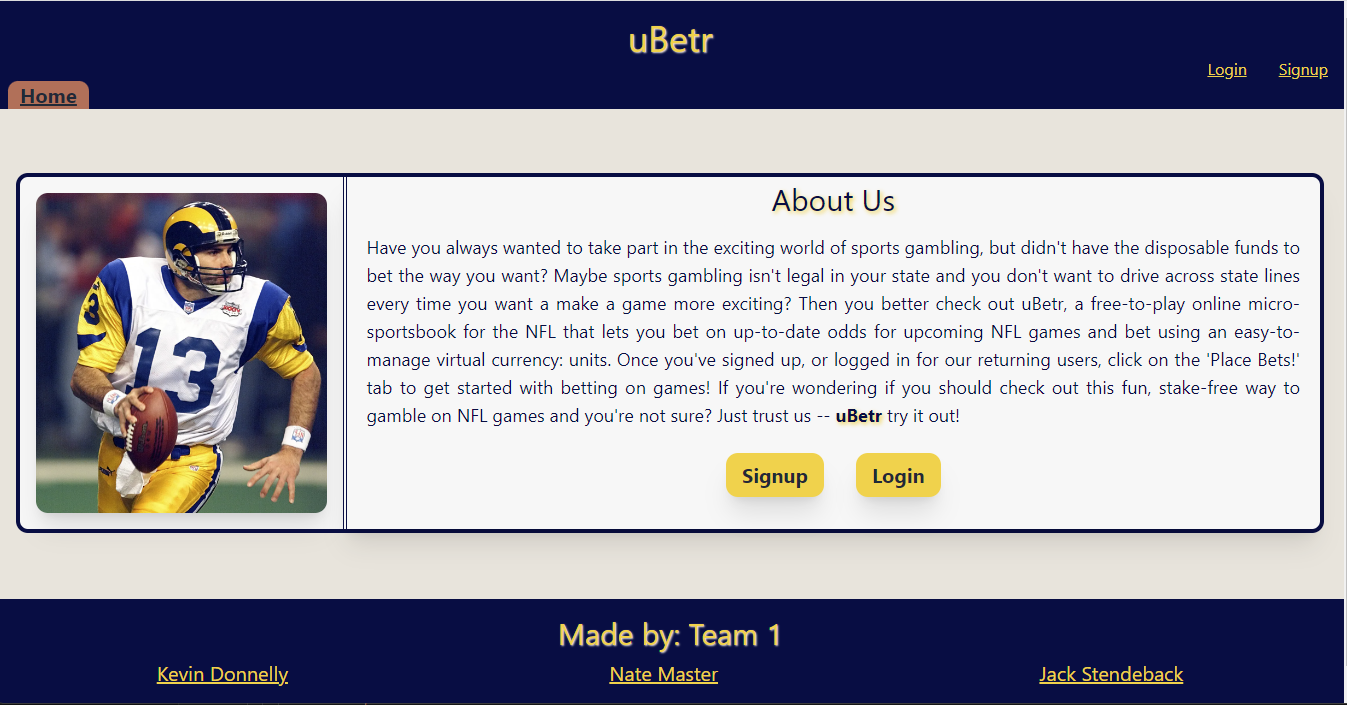 uBetr
Login Signup
Home
About Us
Have you always wanted to take part in the exciting world of sports gambling, but didn't have the disposable funds to
bet the way you want? Maybe sports gambling isn't legal in your state and you don't want to drive across state lines
every time you want a make a game more exciting? Then you better check out uBetr, a free-to-play online micro-
sportsbook for the NFL that lets you bet on up-to-date odds for upcoming NFL games and bet using an easy-to-
manage virtual currency: units. Once you've signed up, or logged in for our returning users, click on the 'Place Bets!'
tab to get started with betting on games! If you're wondering if you should check out this fun, stake-free way to
gamble on NFL games and you're not sure? Just trust us -- uBetr try it out!
13
3
Signup Login
Made by: Team 1
Kevin Donnelly Nate Master Jack Stendeback